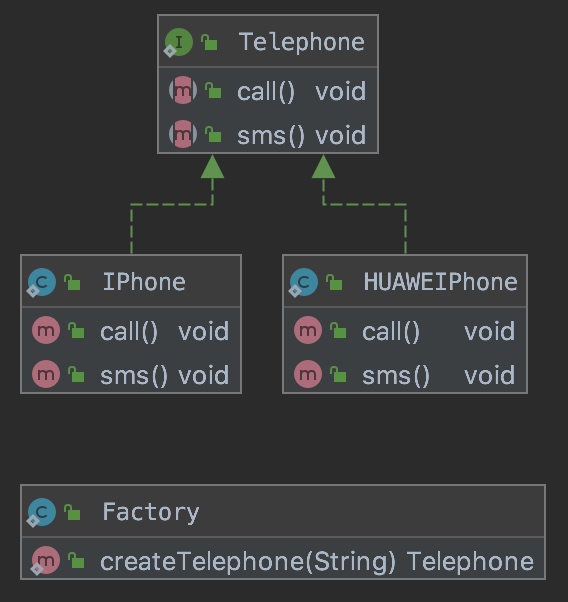 Telephone
call() void
sms() void
IPhone
call() void
sms() void
HUAWEIPhone
call() void
sms() void
Factory
createTelephone(String) Telephone